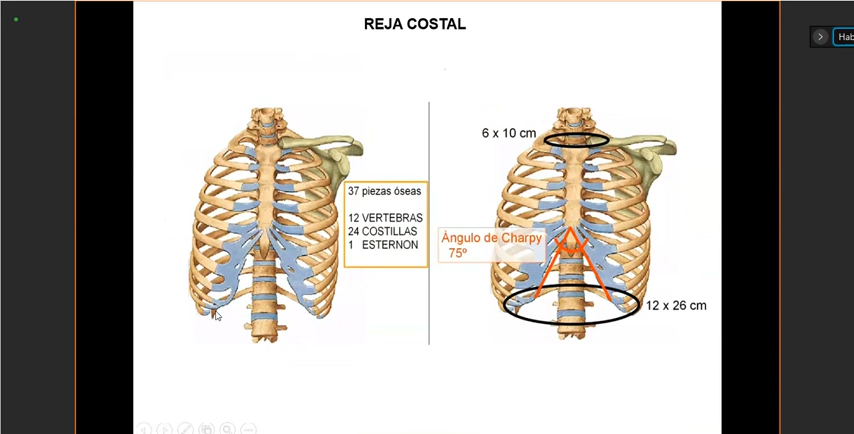 REJA COSTAL
37 piezas óseas
12 VERTEBRAS
24 COSTILLAS
1 ESTERNON
6 x 10 cm
Ángulo de Charpy
75º
12 x 26 cm
Hab